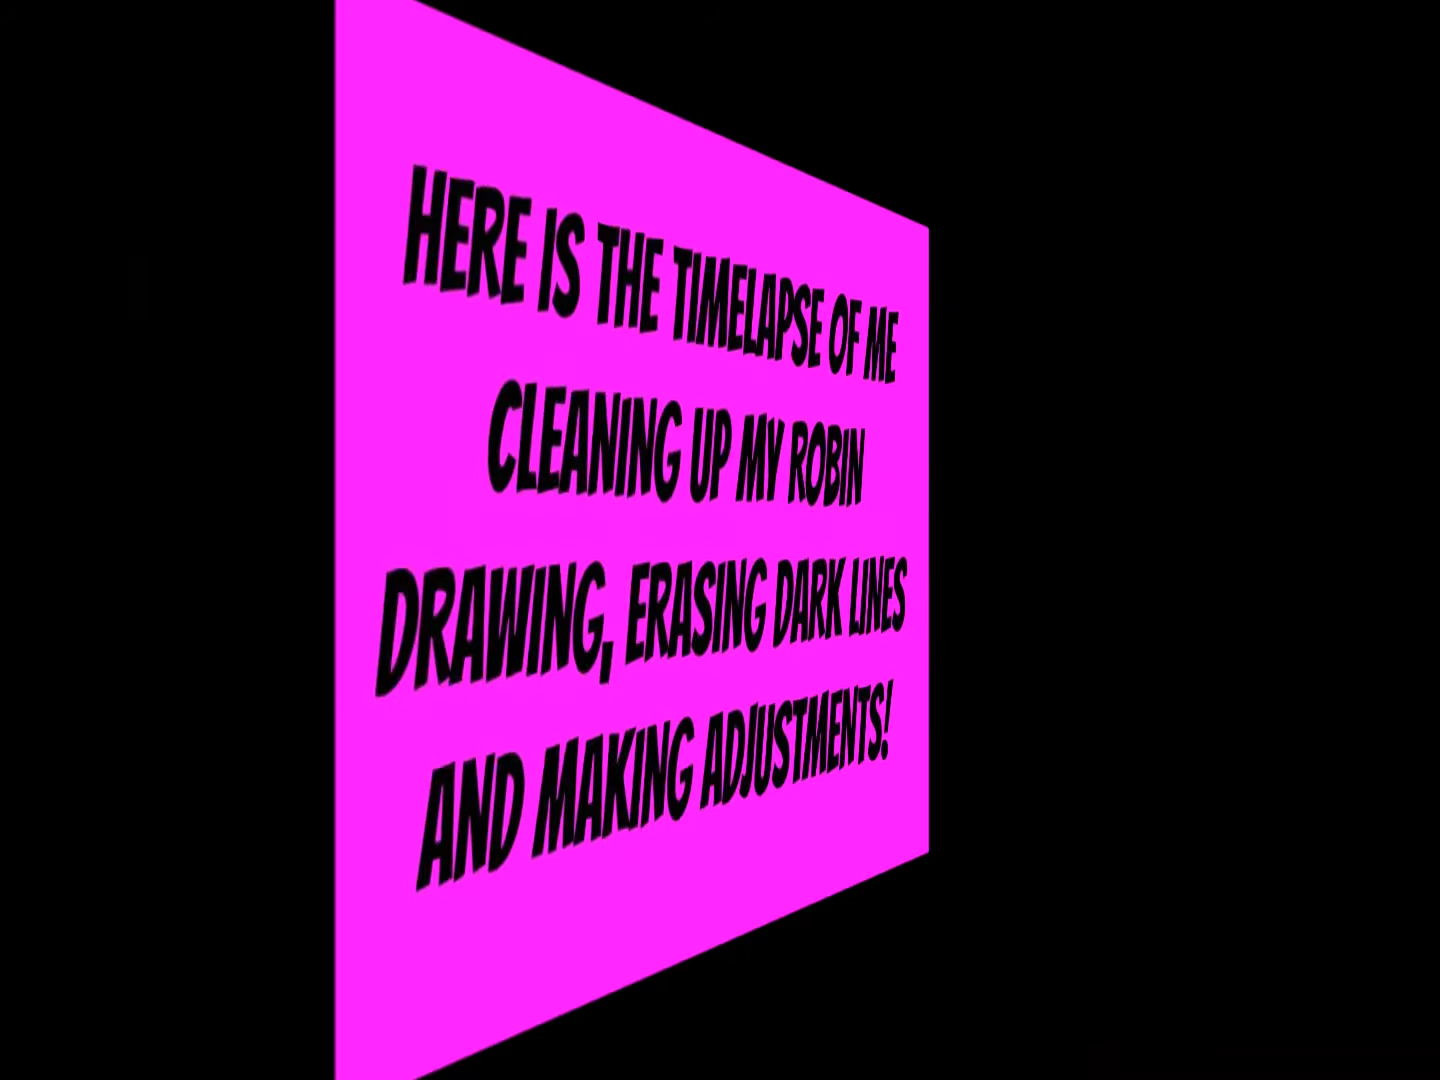 HERE IS THE TIMELAPSE OF ME
CLEANING UP MY ROBIN
DRAWING, ERASING DARK LINES
AND MAKING ADJUSTMENTS!